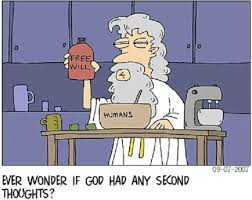 FREE
WILL
HUMANS
09-07-2007
EVER WONDER IF GOD HAD ANY SECOND
THOUGHTS?